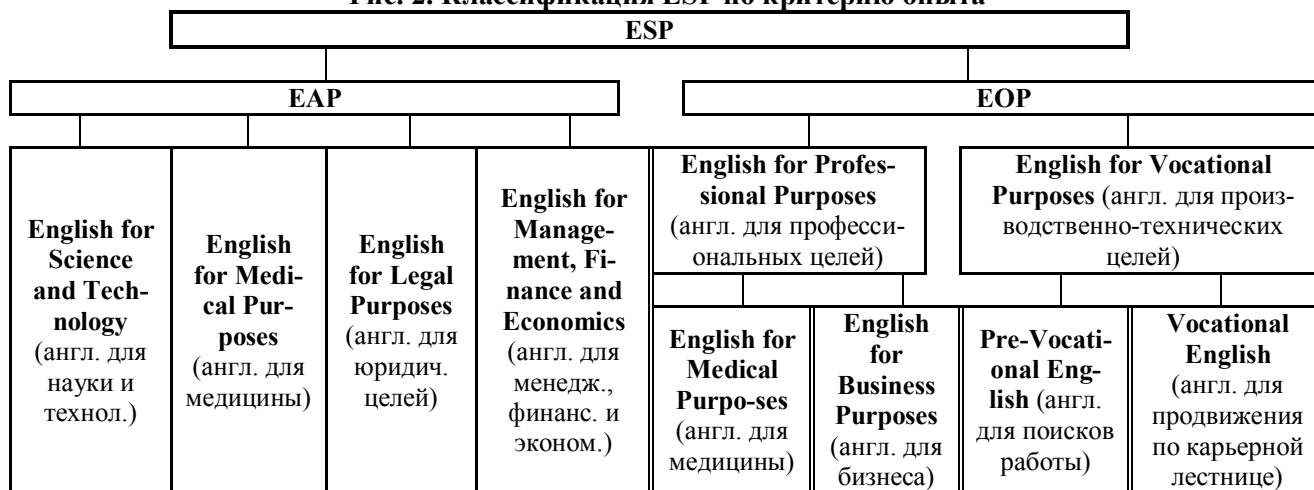 Рис. 2. Классификация ESP по критерию опыта
ESP
EAP
EOP
English for
Science
and Tech-
nology
(англ. для
науки и
технол.)
English
for Medi-
cal Pur-
poses
(англ. для
медицины)
English
for Legal
Purposes
(англ. для
юридич.
целей)
English for
Manage-
ment, Fi-
nance and
Economics
(англ. для
менедж.,
финанс. и
эконом.)
English for Profes-
sional Purposes
(англ. для професси-
ональных целей)
English for Vocational
Purposes (англ. для произ-
водственно-технических
целей)
English for
Medical
Purpo-ses
(англ. для
медицины)
English
for
Business
Purposes
(англ. для
бизнеса)
Pre-Vocati-
onal Eng-
lish (англ.
для поисков
работы)
Vocational
English
(англ. для
продвижения
по карьерной
лестнице)